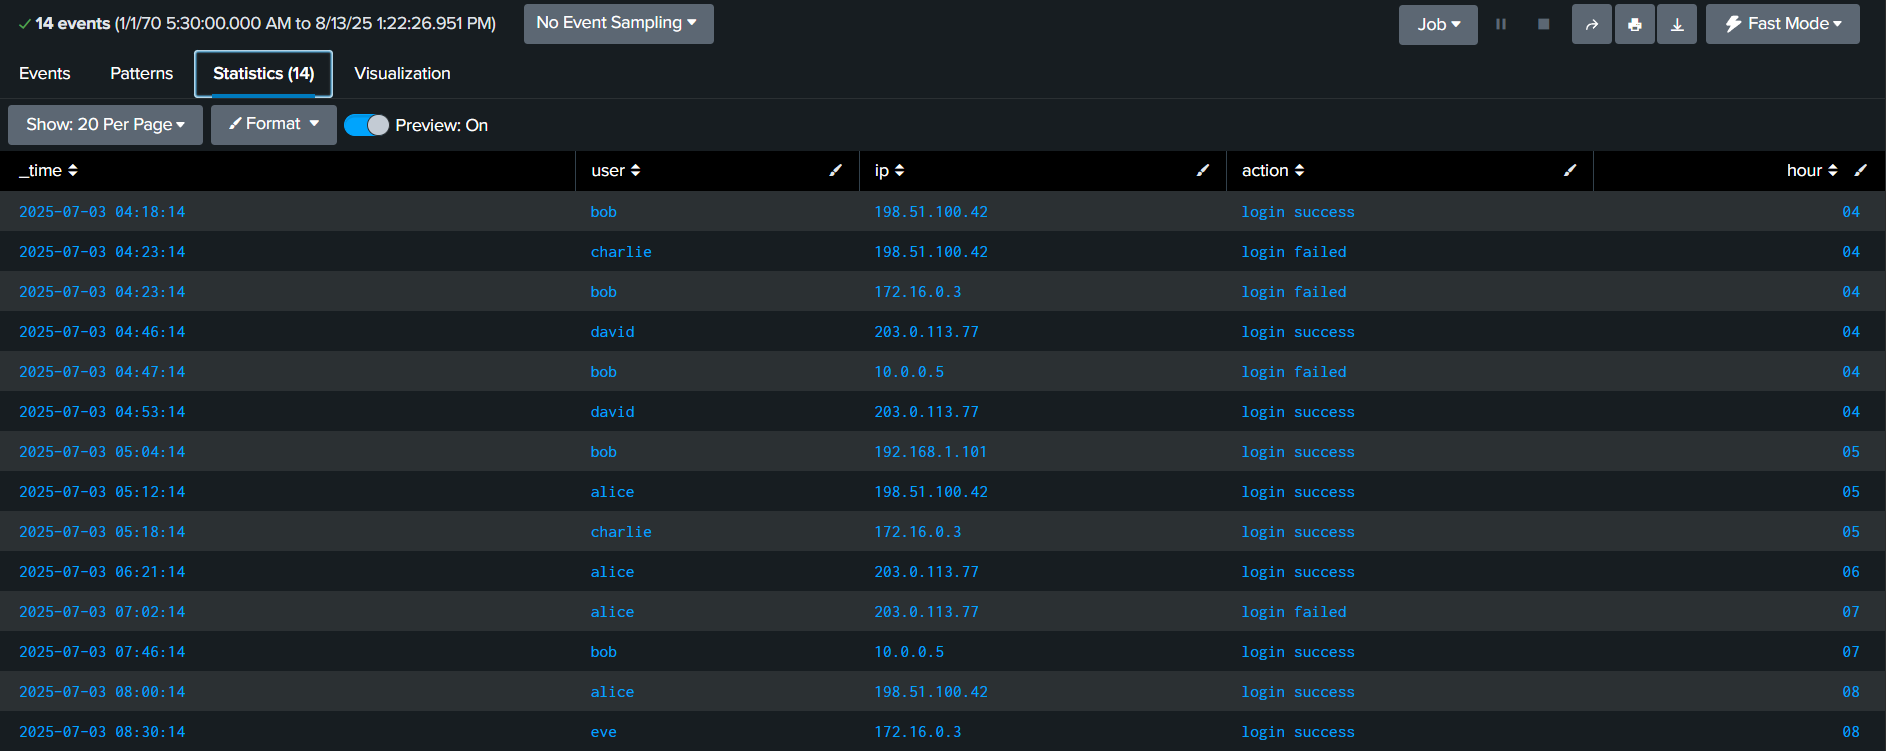 14 events (1/1/70 5:30:00.000 AM to 8/13/25 1:22:26.951 PM) No Event Sampling Job Fast Mode
Events Patterns Statistics (14) Visualization
Show: 20 Per Page Format Preview: On
_time user ip action hour
2025-07-03 04:18:14 bob 198.51.100.42 login success 04
2025-07-03 04:23:14 charlie 198.51.100.42 login failed 04
2025-07-03 04:23:14 bob 172.16.0.3 login failed 04
2025-07-03 04:46:14 david 203.0.113.77 login success 04
2025-07-03 04:47:14 bob 10.0.0.5 login failed 04
2025-07-03 04:53:14 david 203.0.113.77 login success 04
2025-07-03 05:04:14 bob 192.168.1.101 login success 05
2025-07-03 05:12:14 alice 198.51.100.42 login success 05
2025-07-03 05:18:14 charlie 172.16.0.3 login success 05
2025-07-03 06:21:14 alice 203.0.113.77 login success 06
2025-07-03 07:02:14 alice 203.0.113.77 login failed 07
2025-07-03 07:46:14 bob 10.0.0.5 login success 07
2025-07-03 08:00:14 alice 198.51.100.42 login success 08
2025-07-03 08:30:14 eve 172.16.0.3 login success 08